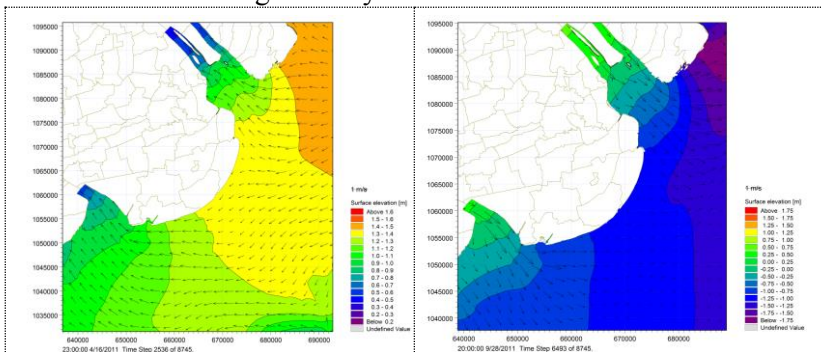 1095000
1090000
1085000
1080000
1075000
1070000
1065000
1060000
1055000
1050000
1045000
1040000
1035000
640000 650000 660000 670000 680000 690000
23:00:00 4/16/2011 Time Step 2536 of 8745.
1 m/s
Surface elevation [m]
Above 1.6
1.5 - 1.6
1.4 - 1.5
1.3 - 1.4
1.2 - 1.3
1.1 - 1.2
1.0 - 1.1
0.9 - 1.0
0.8 - 0.9
0.7 - 0.8
0.6 - 0.7
0.5 - 0.6
0.4 - 0.5
0.3 - 0.4
0.2 - 0.3
Below 0.2
Undefined Value
1095000
1090000
1085000
1080000
1075000
1070000
1065000
1060000
1055000
1050000
1045000
1040000
640000 650000 660000 670000 680000
20:00:00 9/28/2011 Time Step 6493 of 8745.
1 m/s
Surface elevation [m]
Above 1.75
1.50 - 1.75
1.25 - 1.50
1.00 - 1.25
0.75 - 1.00
0.50 - 0.75
0.25 - 0.50
0.00 - 0.25
-0.25 - 0.00
-0.50 - -0.25
-0.75 - -0.50
-1.00 - -0.75
-1.25 - -1.00
-1.50 - -1.25
-1.75 - -1.50
Below -1.75
Undefined Value